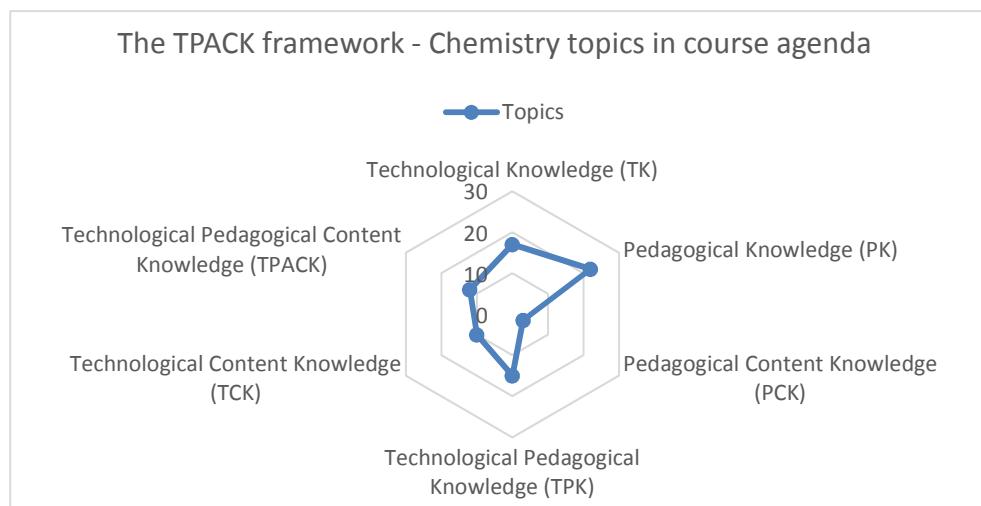 The TPACK framework - Chemistry topics in course agenda
Topics
Technological Knowledge (TK)
30
20
10
0
Technological Pedagogical Content
Knowledge (TPACK)
Pedagogical Knowledge (PK)
Technological Content Knowledge
(TCK)
Pedagogical Content Knowledge
(PCK)
Technological Pedagogical
Knowledge (TPK)